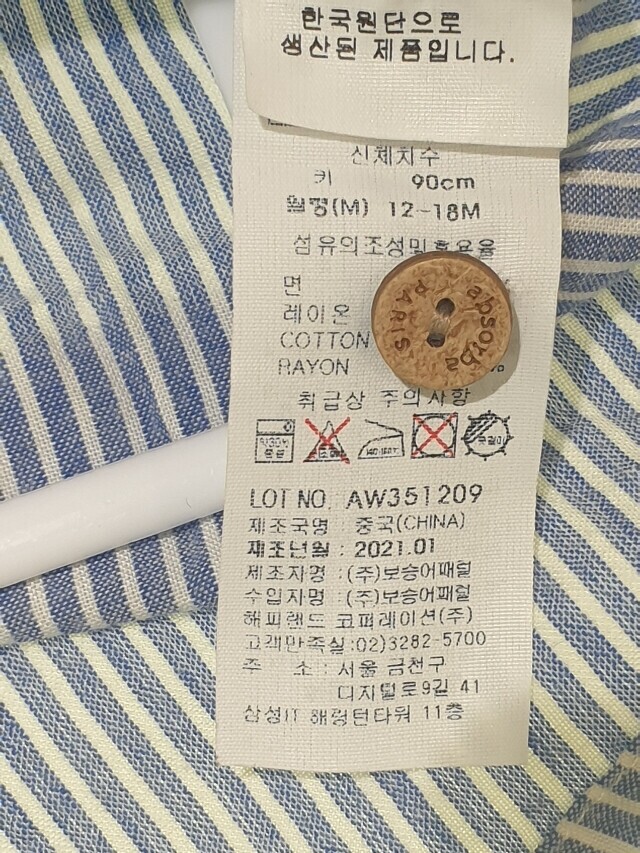 한국원단으로
생산된 제품입니다.
신체치수
키 90cm
월령(M) 12~18M
섬유의조성및혼용율
면
레이온
COTTON
RAYON %
absorba
PARIS
취급상 주의사항
LOT NO. AW351209
제조국명 : 중국(CHINA)
제조년월 : 2021.01
제조자명 : (주)보승어패럴
수입자명 : (주)보승어패럴
해피랜드 코퍼레이션(주)
고객만족실:02)3282-5700
주 소 : 서울 금천구
디지털로9길 41
삼성IT 해링턴타워 11층